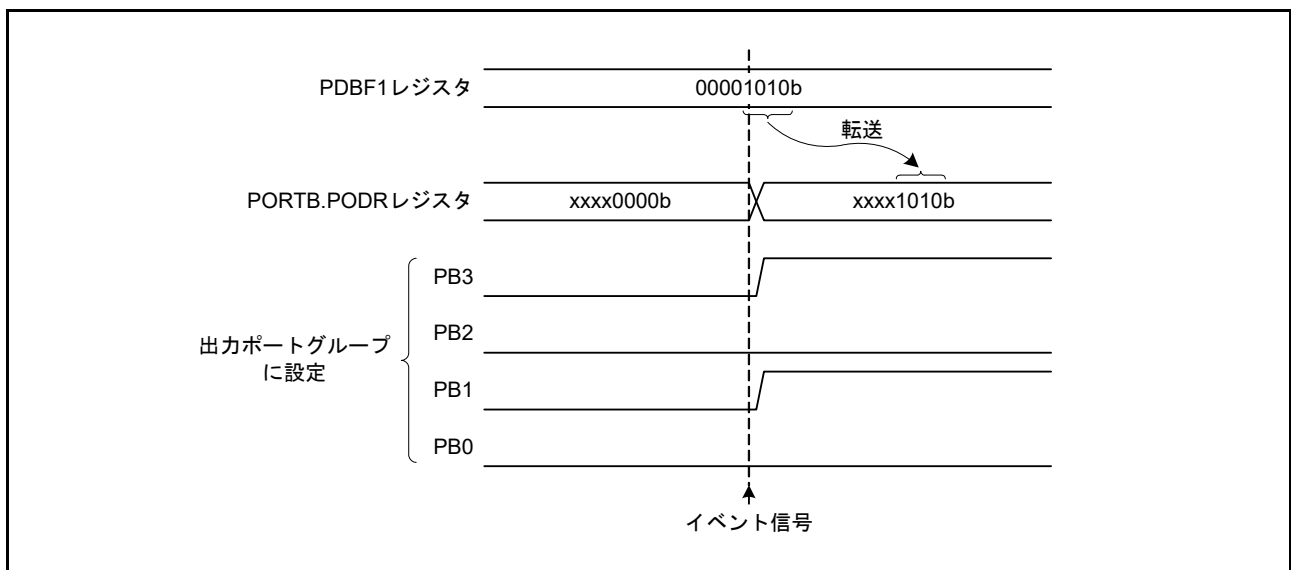 PDBF1レジスタ
00001010b
転送
PORTB.PODRレジスタ
xxxx0000b
xxxx1010b
PB3
PB2
出力ポートグループ
に設定
PB1
PB0
イベント信号